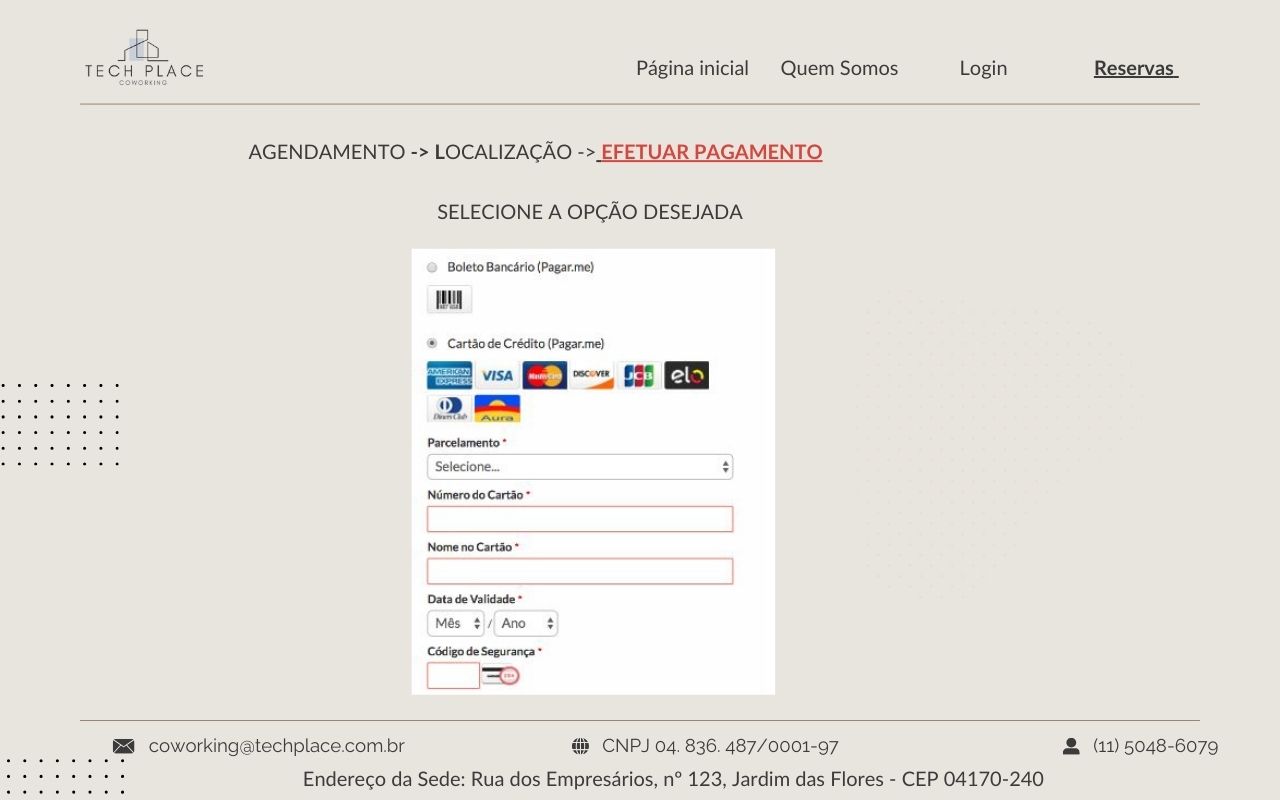 TECH PLACE
COWORKING
Página inicial Quem Somos Login Reservas
AGENDAMENTO -> LOCALIZAÇÃO -> EFETUAR PAGAMENTO
SELECIONE A OPÇÃO DESEJADA
Boleto Bancário (Pagar.me)
Cartão de Crédito (Pagar.me)
AMERICAN EXPRESS VISA MasterCard DISCOVER JCB elo
Diners Club Aura
Parcelamento *
Selecione...
Número do Cartão *
Nome no Cartão *
Data de Validade *
Mês / Ano
Código de Segurança *
coworking@techplace.com.br CNPJ 04. 836. 487/0001-97 (11) 5048-6079
Endereço da Sede: Rua dos Empresários, nº 123, Jardim das Flores - CEP 04170-240